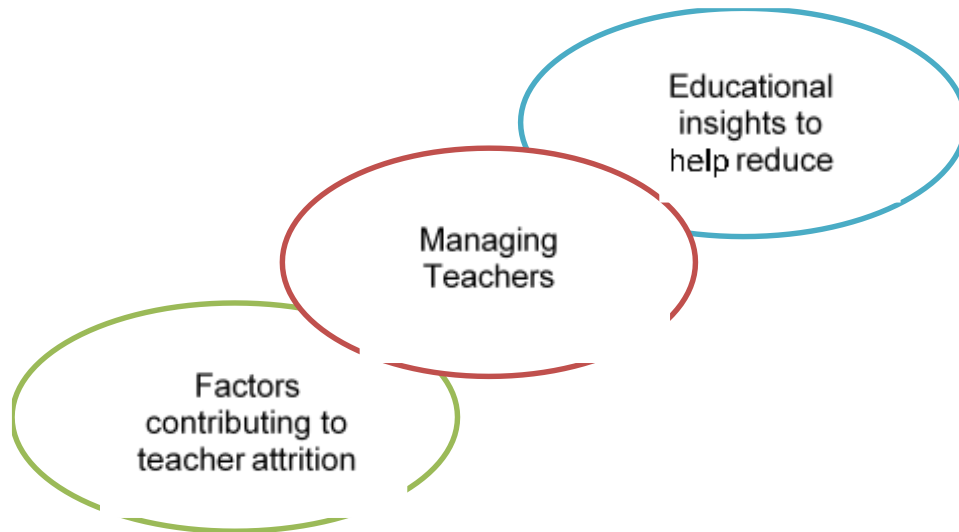 Educational
insights to
help reduce
Managing
Teachers
Factors
contributing to
teacher attrition